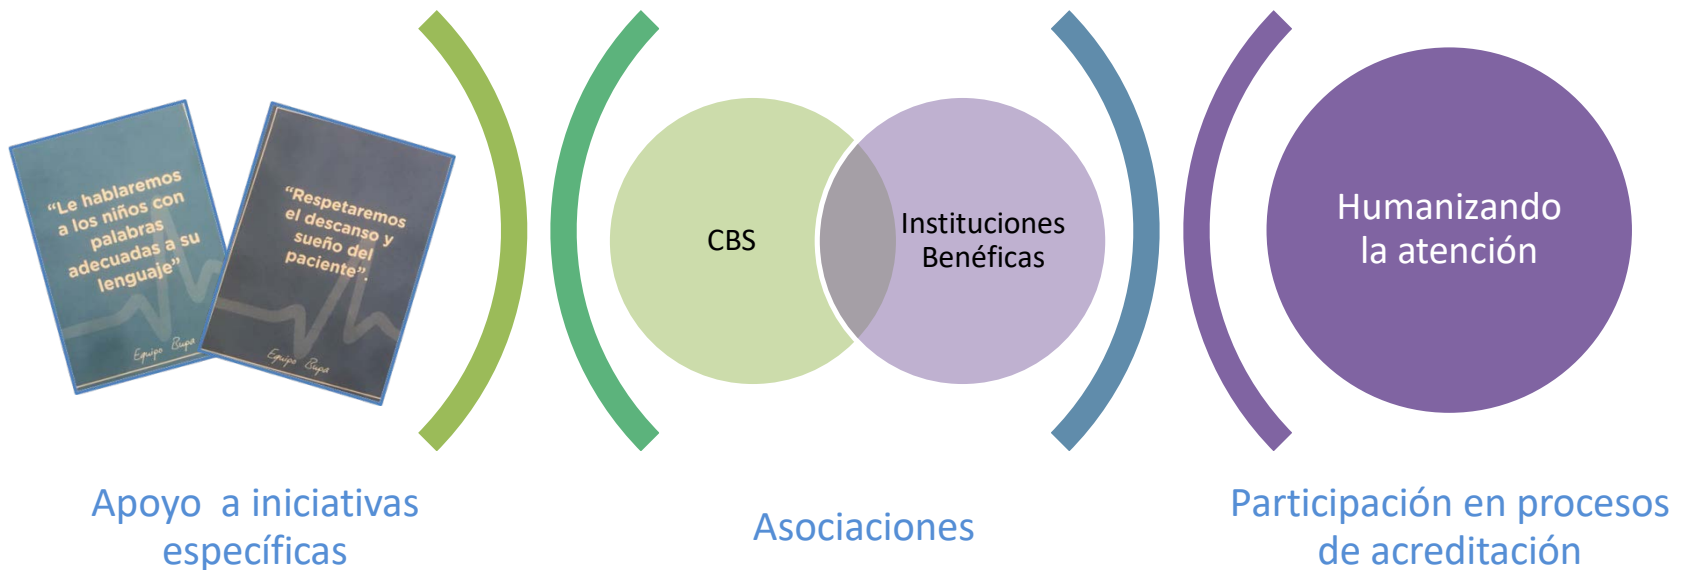 “Le hablaremos
a los niños con
palabras
adecuadas a su
lenguaje”
Equipo Bupa
“Respetaremos
el descanso y
sueño del
paciente”.
Equipo Bupa
CBS
Instituciones
Benéficas
Humanizando
la atención
Apoyo a iniciativas
específicas
Asociaciones
Participación en procesos
de acreditación